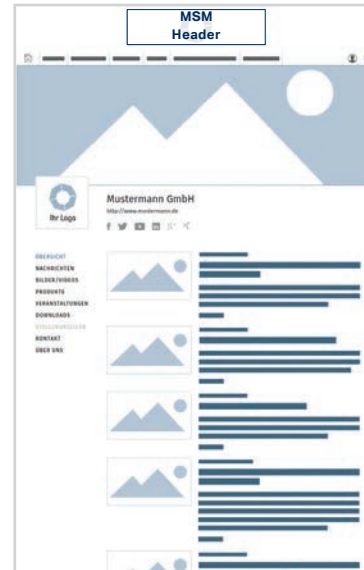 MSM
Header
Mustermann GmbH
http://www.mustermann.de
Ihr Logo
ÜBERSICHT
NACHRICHTEN
BILDER/VIDEOS
PRODUKTE
VERANSTALTUNGEN
DOWNLOADS
STELLENANZEIGEN
KONTAKT
ÜBER UNS